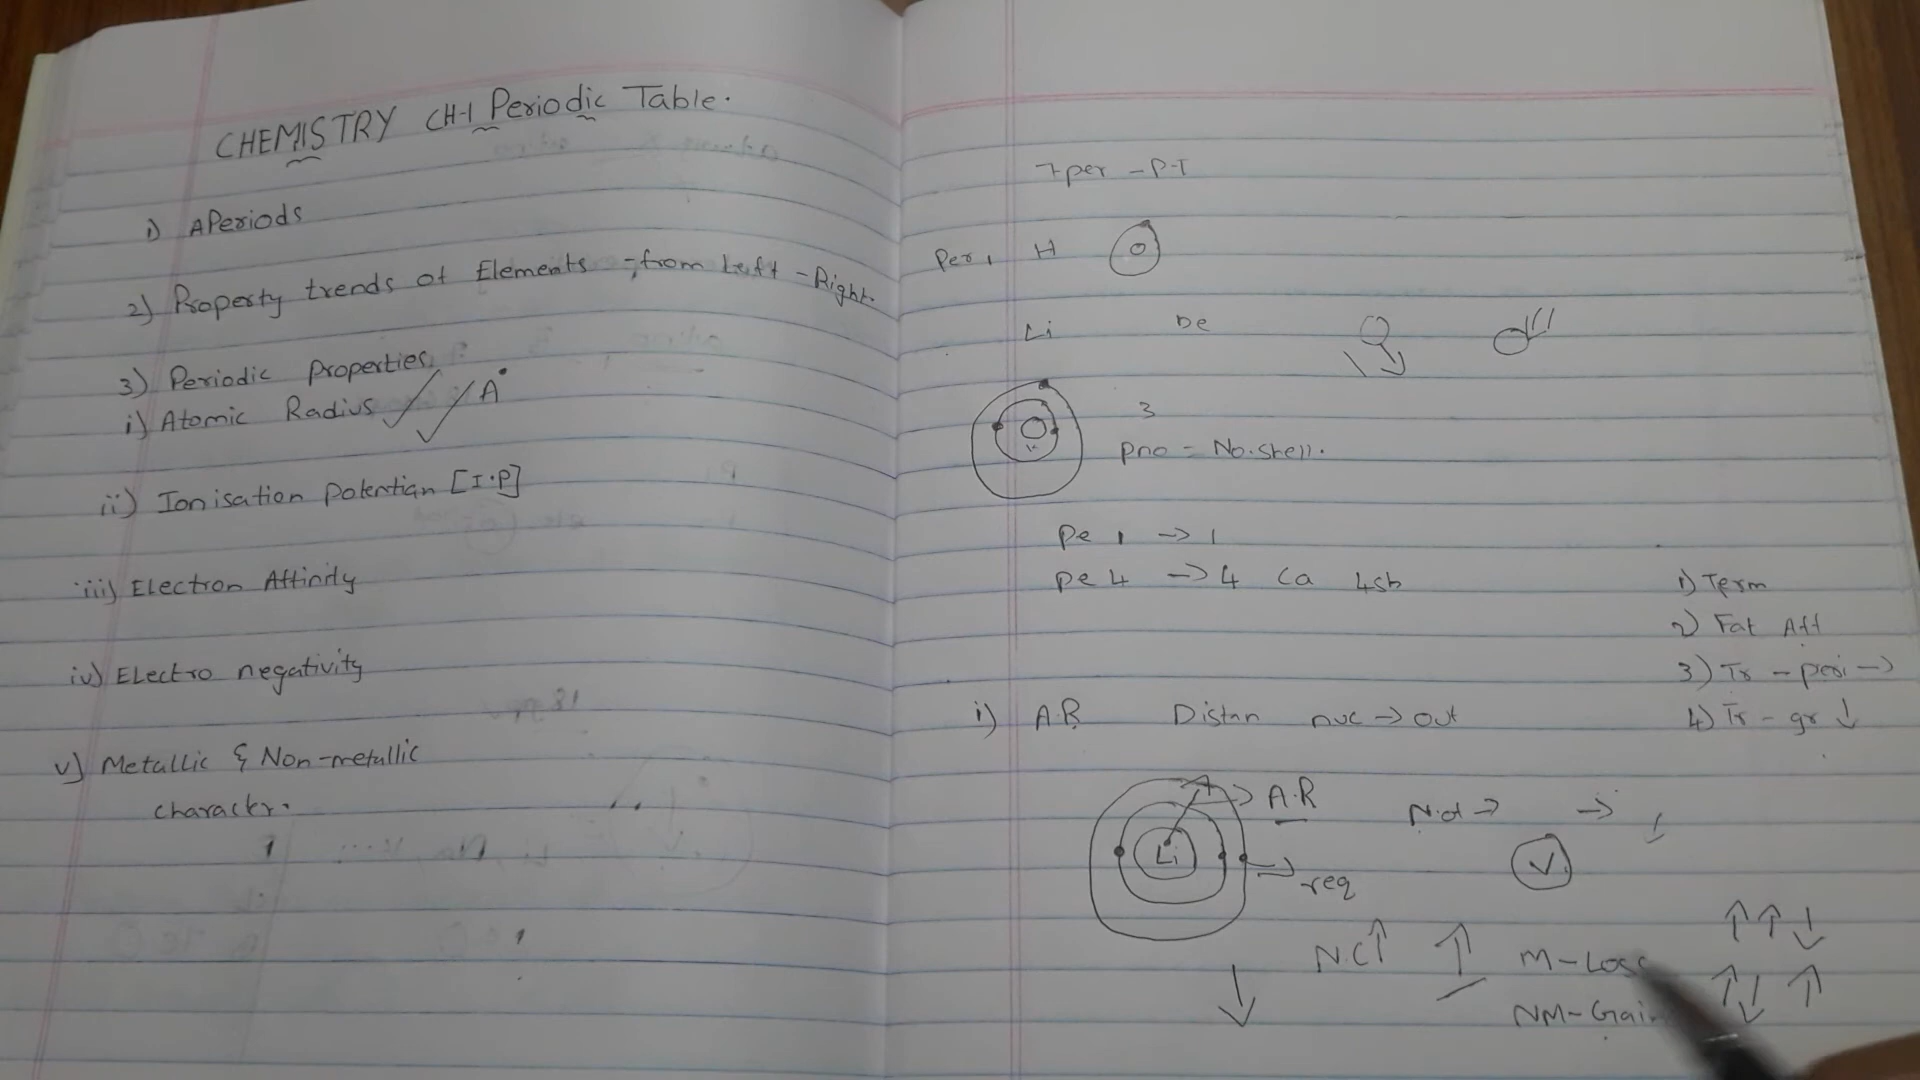 CHEMISTRY CH-1 Periodic Table.
1) APeriods
2) Property trends of Elements - from Left - Right.
3) Periodic Properties
i) Atomic Radius A°
ii) Ionisation Potentian [I.P]
iii) Electron Affinity
iv) Electro negativity
v) Metallic & Non-metallic
character.
7 per - P.T
Per 1 H
Li Be
3
pno = No.shell.
pe 1 -> 1
pe 4 -> 4 Ca
1) Term
2) Fat Aff
3) Tr - peri ->
4) Tr - gr ↓
i) A.R Distan nuc -> out
Li -> A.R
-> req
V.
N.C↑ ↑ M-Loss ↑↑↓
↓ NM-Gain ↑↓ ↑